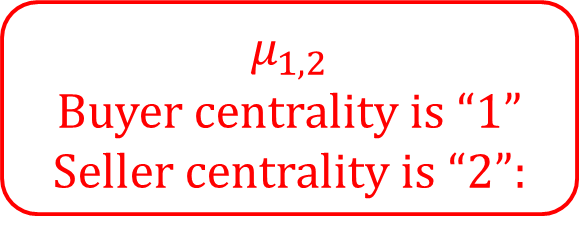 μ1,2
Buyer centrality is “1”
Seller centrality is “2”: